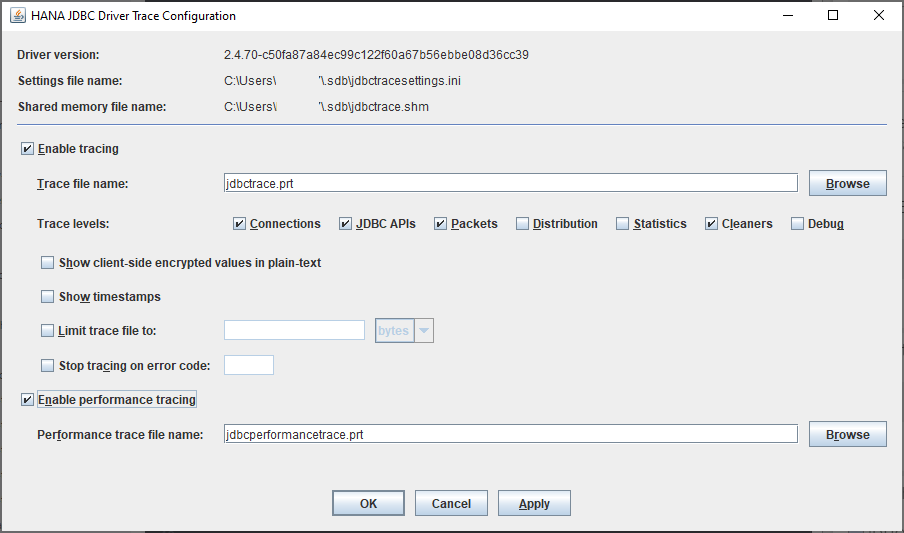 HANA JDBC Driver Trace Configuration
Driver version: 2.4.70-c50fa87a84ec99c122f60a67b56ebbe08d36cc39
Settings file name: C:\Users\ '\.sdb\jdbctracesettings.ini
Shared memory file name: C:\Users\ '\.sdb\jdbctrace.shm
Enable tracing
Trace file name: jdbctrace.prt Browse
Trace levels: Connections JDBC APIs Packets Distribution Statistics Cleaners Debug
Show client-side encrypted values in plain-text
Show timestamps
Limit trace file to: bytes
Stop tracing on error code:
Enable performance tracing
Performance trace file name: jdbcperformancetrace.prt Browse
OK Cancel Apply